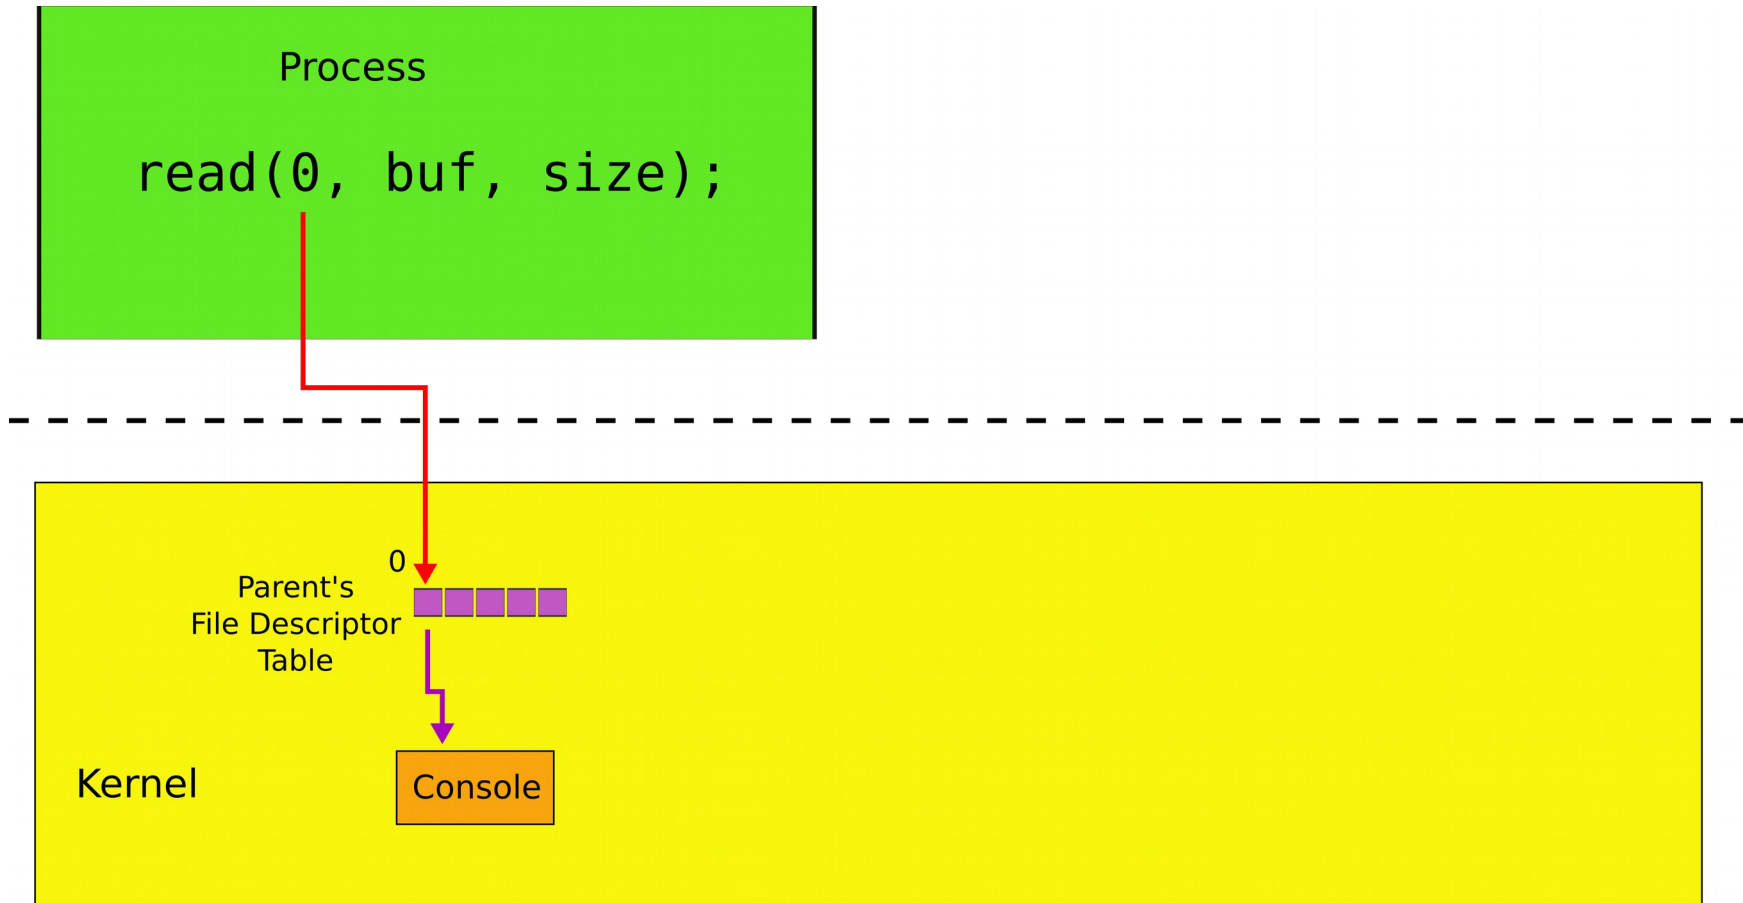 Process
read(0, buf, size);
0
Parent's
File Descriptor
Table
Kernel
Console